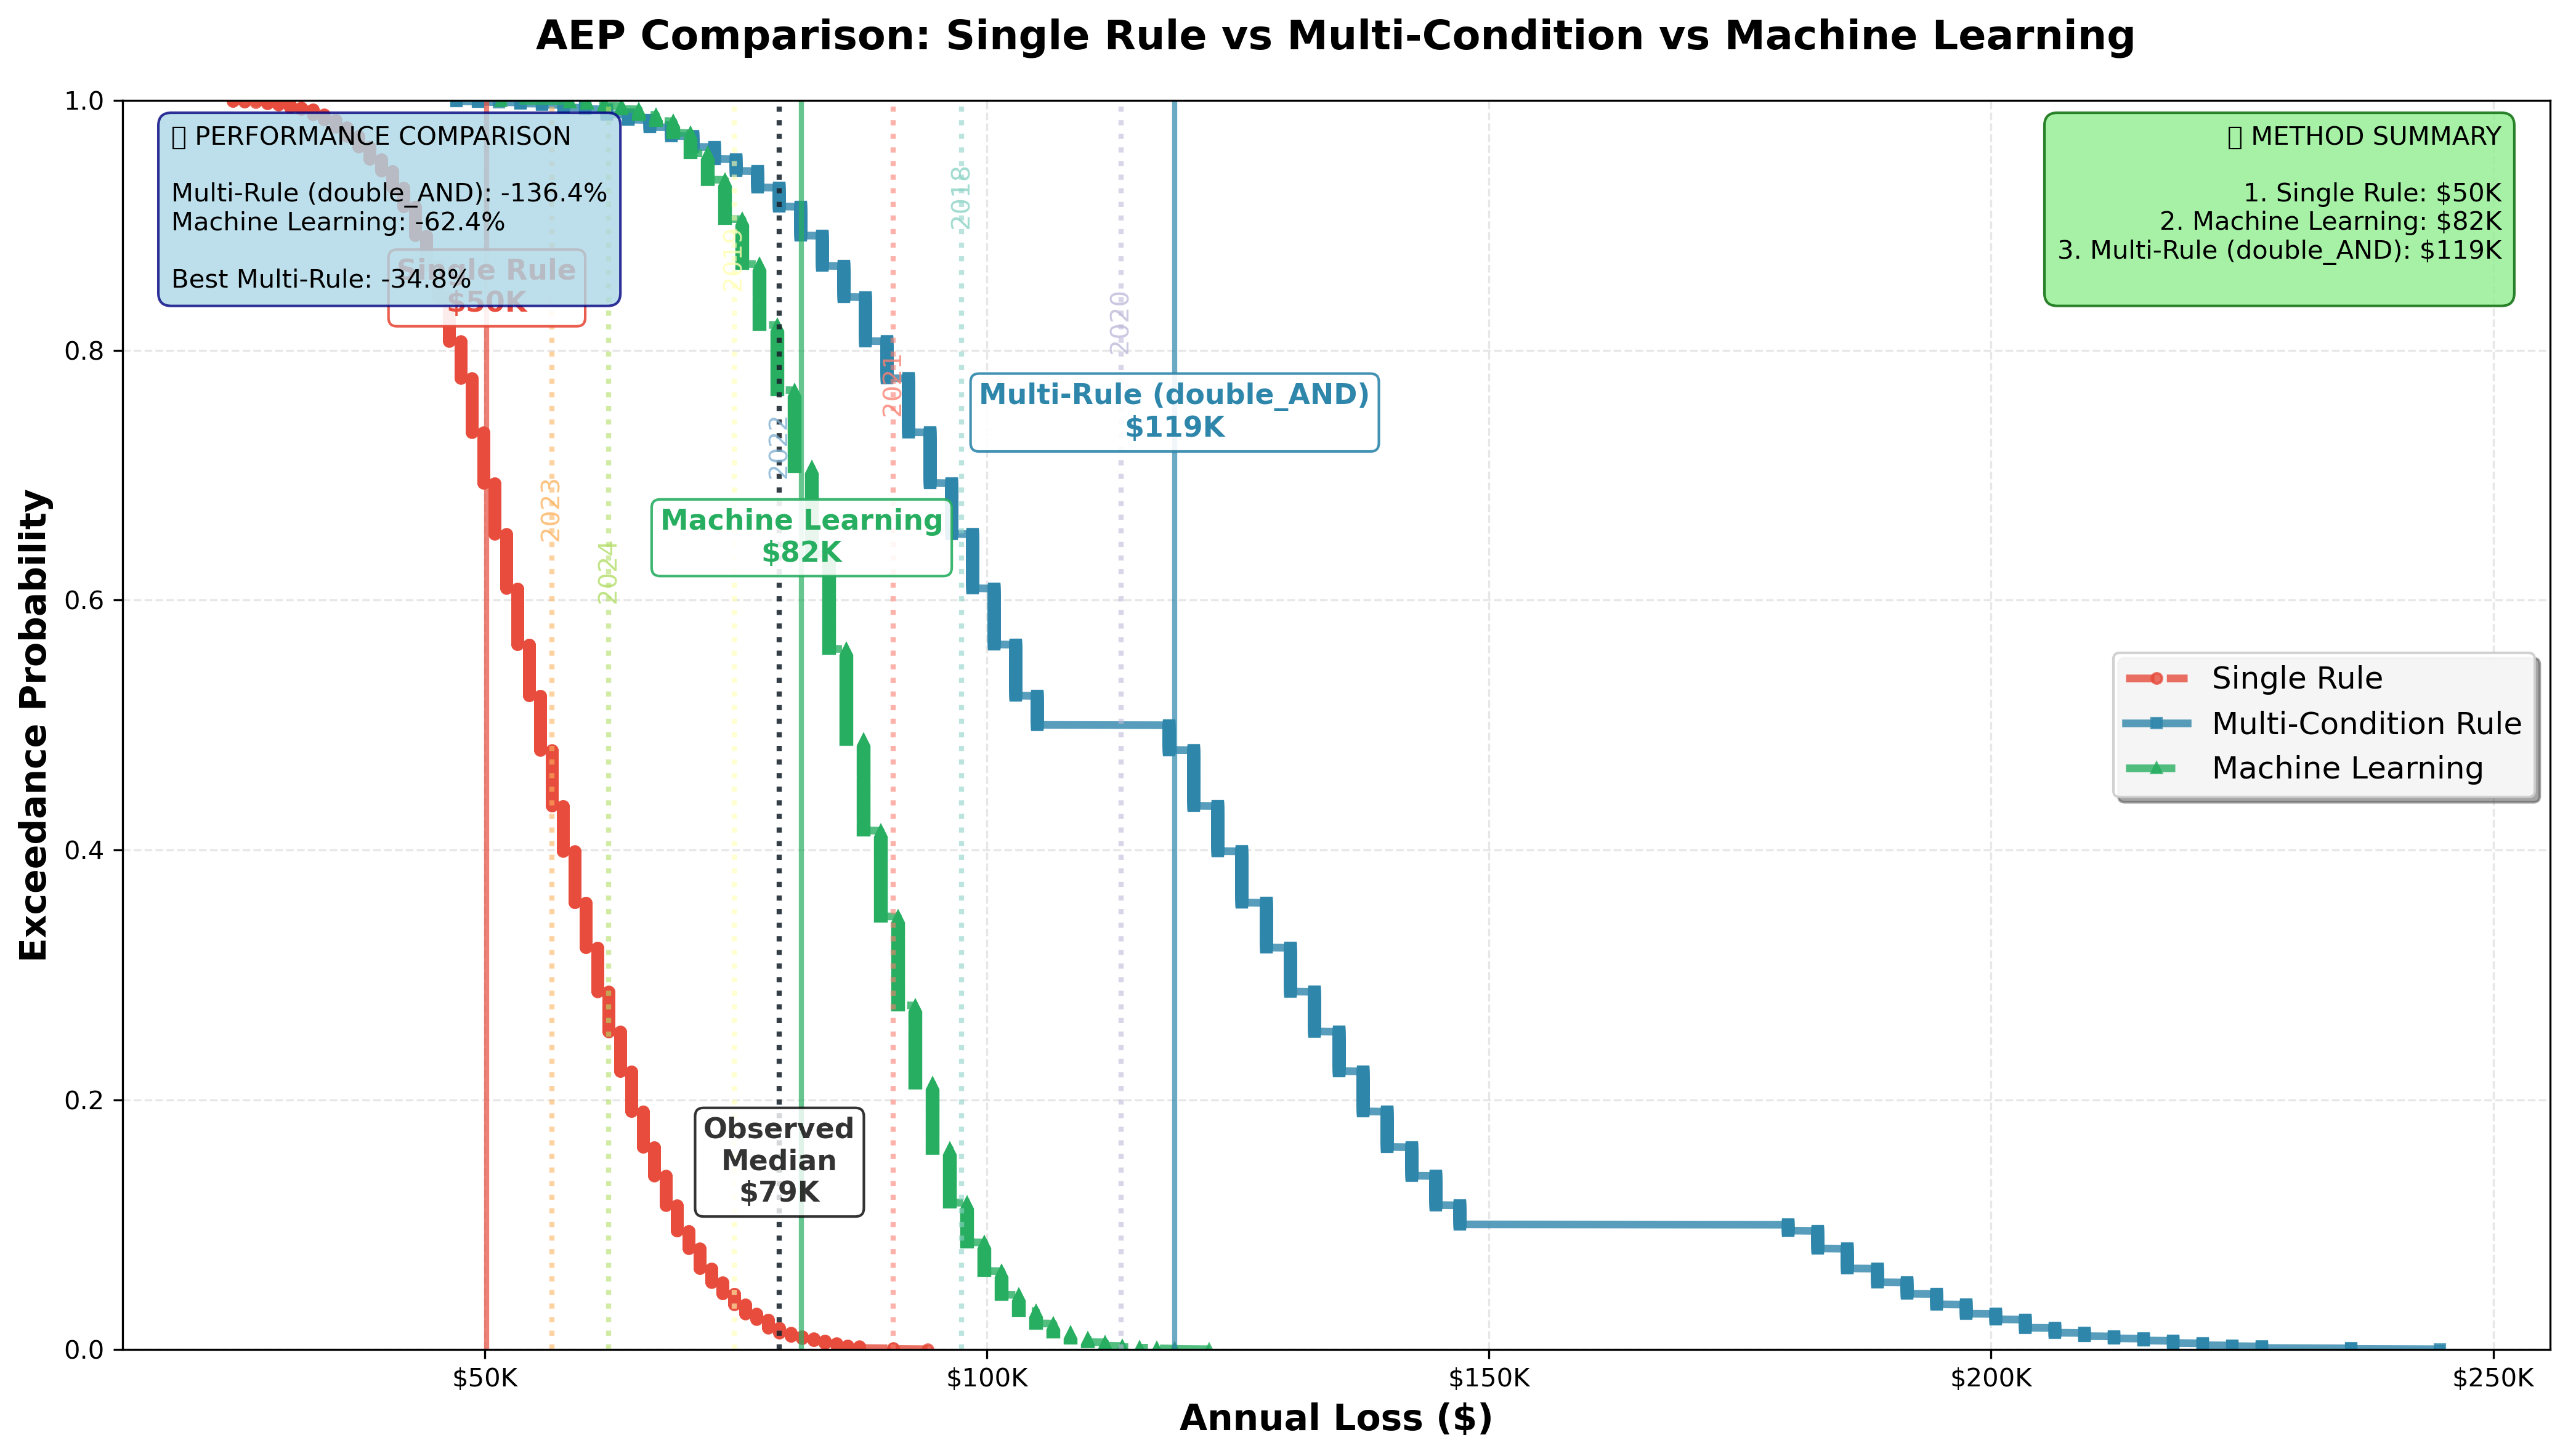 AEP Comparison: Single Rule vs Multi-Condition vs Machine Learning
PERFORMANCE COMPARISON
Multi-Rule (double_AND): -136.4%
Machine Learning: -62.4%
Best Multi-Rule: -34.8%
Single Rule
$50K
METHOD SUMMARY
1. Single Rule: $50K
2. Machine Learning: $82K
3. Multi-Rule (double_AND): $119K
2018
2019
2020
2021
2022
2023
2024
Multi-Rule (double_AND)
$119K
Machine Learning
$82K
Observed
Median
$79K
Single Rule
Multi-Condition Rule
Machine Learning
Exceedance Probability
1.0
0.8
0.6
0.4
0.2
0.0
$50K
$100K
$150K
$200K
$250K
Annual Loss ($)